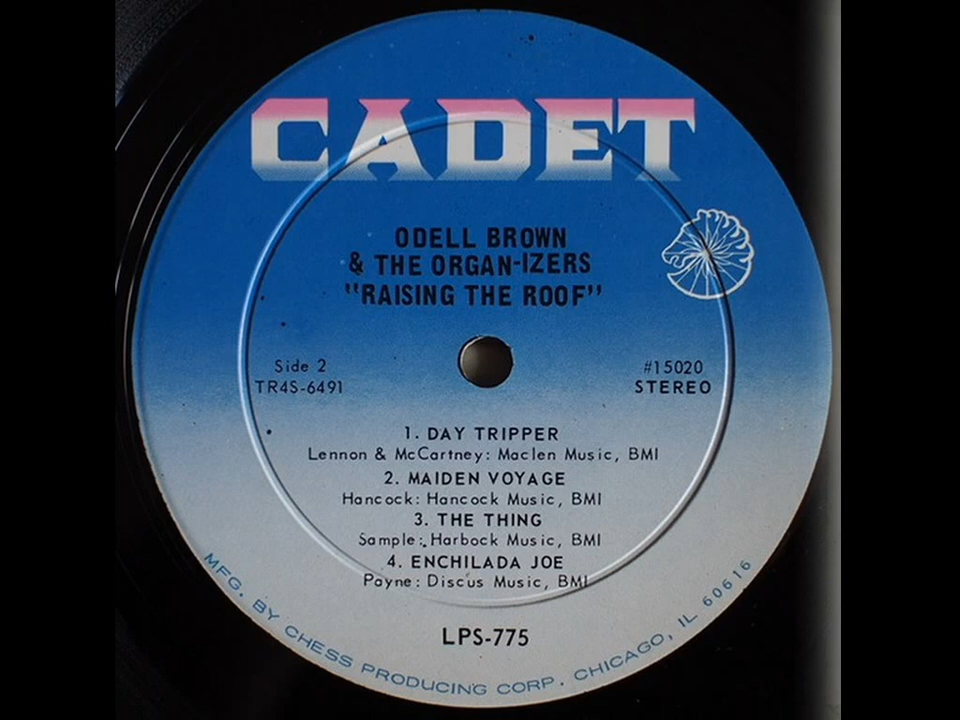 CADET
ODELL BROWN
& THE ORGAN-IZERS
"RAISING THE ROOF"
Side 2
TR4S-6491
#15020
STEREO
1. DAY TRIPPER
Lennon & McCartney: Maclen Music, BMI
2. MAIDEN VOYAGE
Hancock: Hancock Music, BMI
3. THE THING
Sample: Harbock Music, BMI
4. ENCHILADA JOE
Payne: Discus Music, BMI
LPS-775
MFG. BY CHESS PRODUCING CORP. CHICAGO, IL 60616